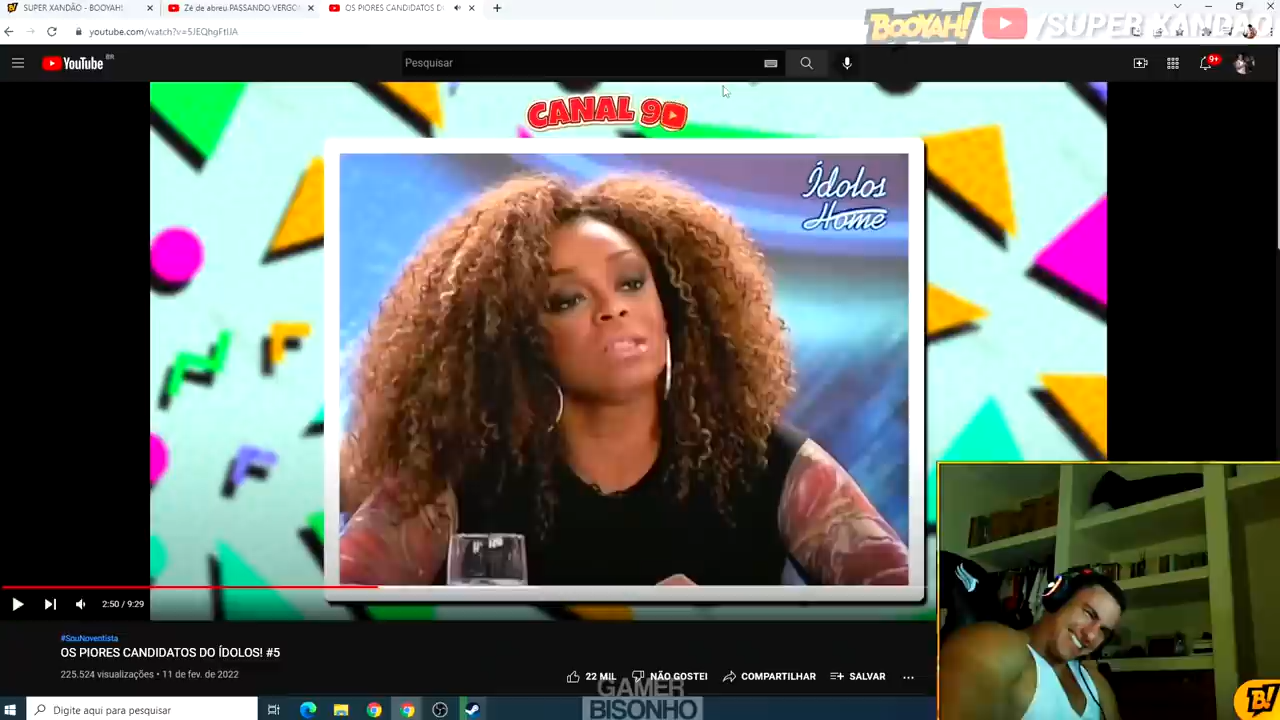 SUPER XANDÃO - BOOYAH!
Zé de abreu PASSANDO VERGO
OS PIORES CANDIDATOS DO
BOOYAH!
/SUPER XANDÃO
youtube.com/watch?v=5JEQhgFtIJA
YouTube BR
Pesquisar
9+
CANAL 90
Ídolos
Home
2:50 / 9:29
#SouNoventista
OS PIORES CANDIDATOS DO ÍDOLOS! #5
225.524 visualizações • 11 de fev. de 2022
22 MIL
NÃO GOSTEI
COMPARTILHAR
SALVAR
GAMER
BISONHO
Digite aqui para pesquisar
B!